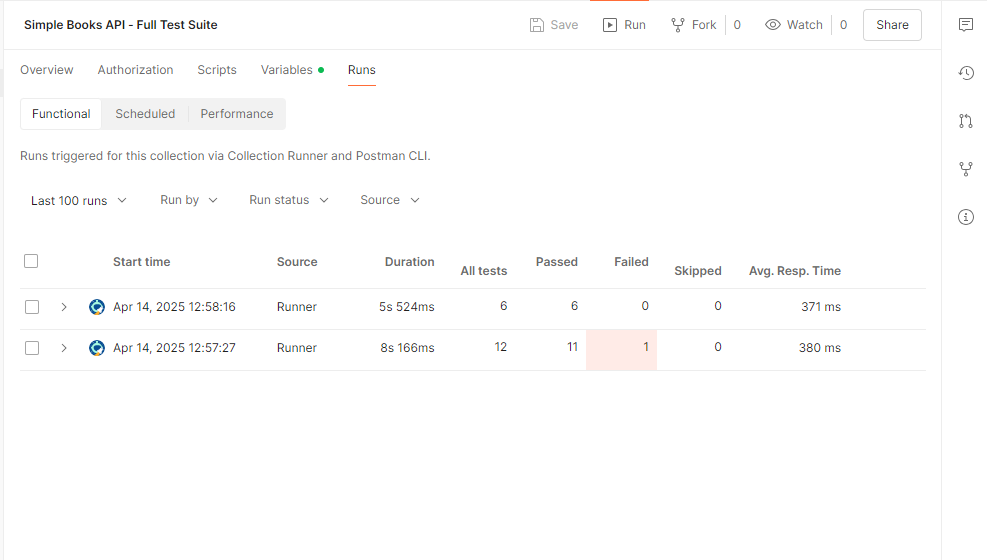 Simple Books API - Full Test Suite Save Run Fork 0 Watch 0 Share
Overview Authorization Scripts Variables Runs
Functional Scheduled Performance
Runs triggered for this collection via Collection Runner and Postman CLI.
Last 100 runs Run by Run status Source
Start time Source Duration All tests Passed Failed Skipped Avg. Resp. Time
Apr 14, 2025 12:58:16 Runner 5s 524ms 6 6 0 0 371 ms
Apr 14, 2025 12:57:27 Runner 8s 166ms 12 11 1 0 380 ms